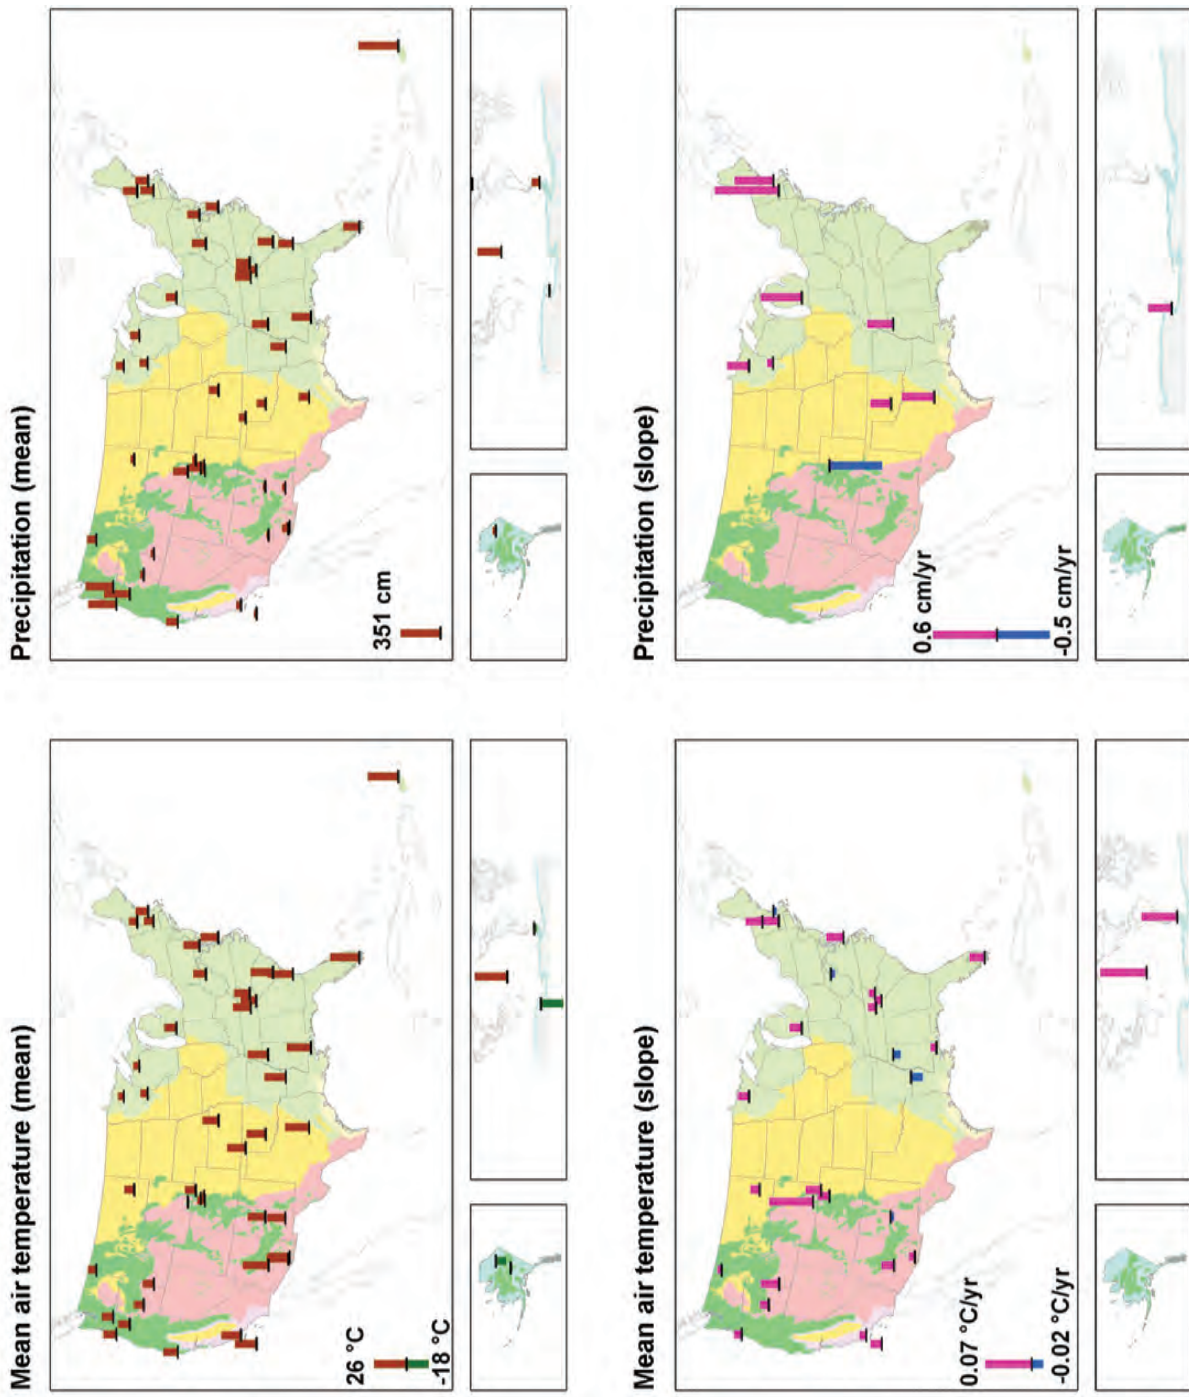 Mean air temperature (mean)
26 °C
-18 °C
Precipitation (mean)
351 cm
Mean air temperature (slope)
0.07 °C/yr
-0.02 °C/yr
Precipitation (slope)
0.6 cm/yr
-0.5 cm/yr